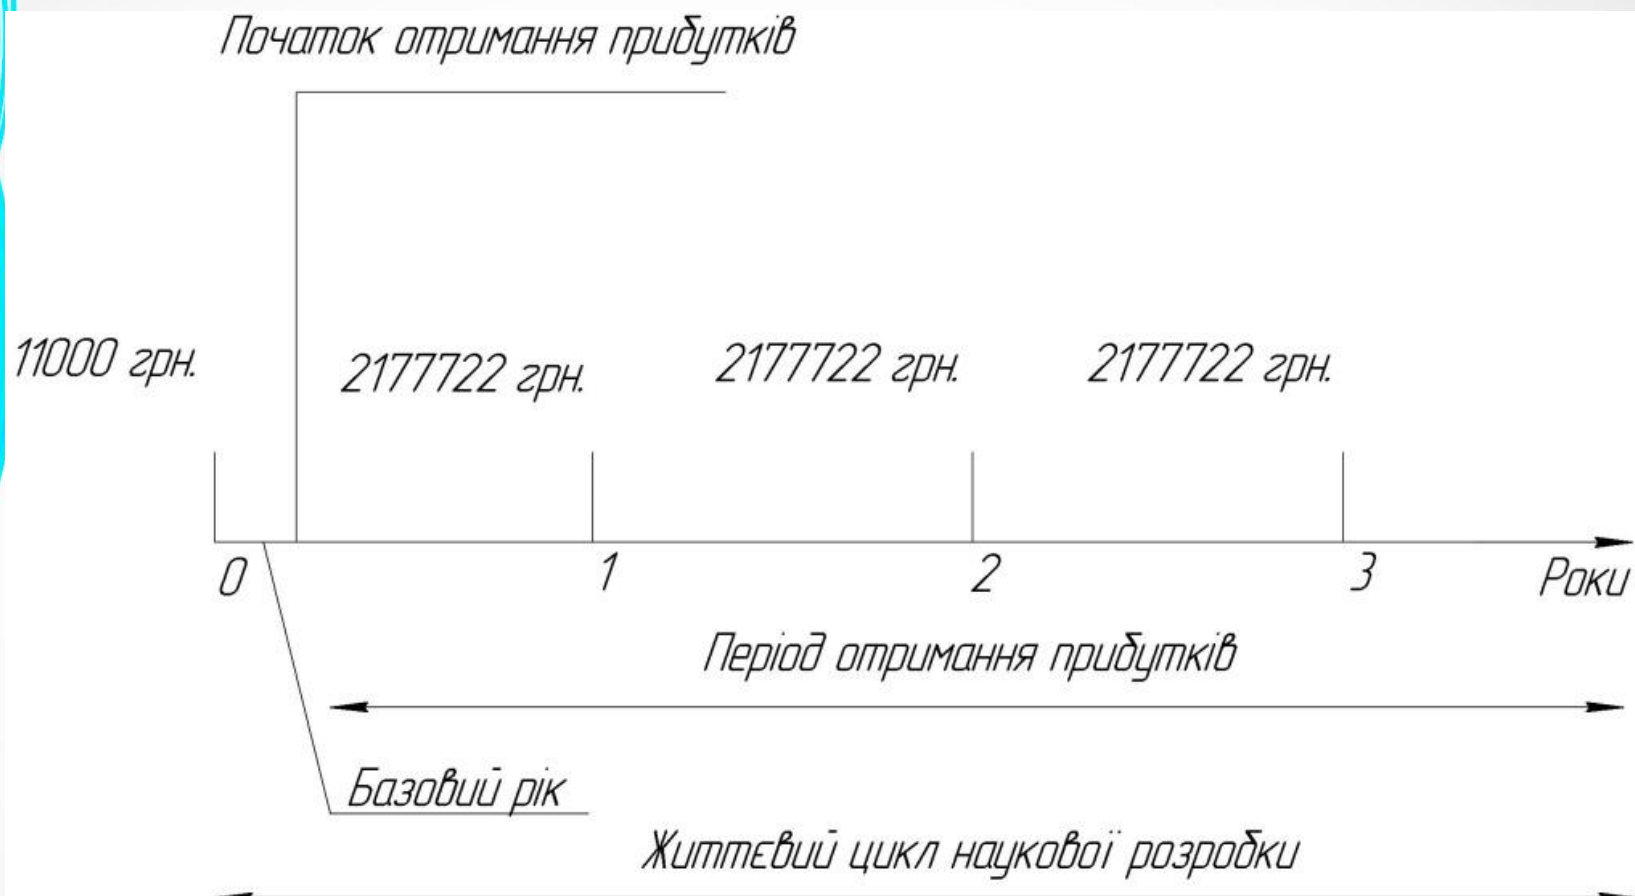 Початок отримання прибутків
11000 грн.
2177722 грн.
2177722 грн.
2177722 грн.
0
1
2
3
Роки
Період отримання прибутків
Базовий рік
Життєвий цикл наукової розробки